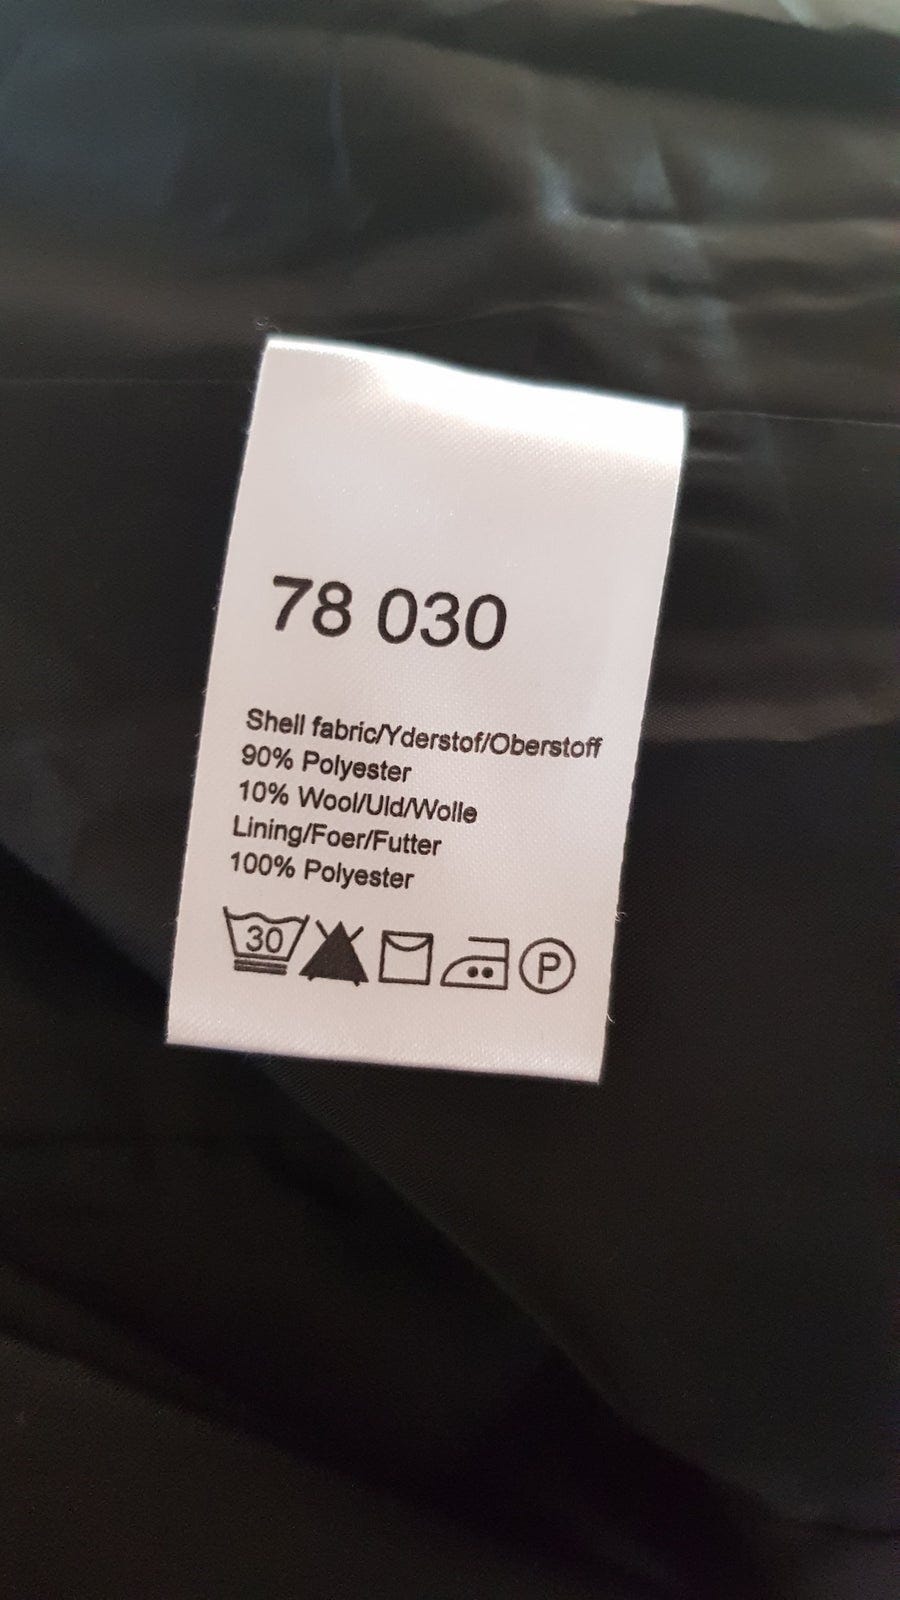 78 030
Shell fabric/Yderstof/Oberstoff
90% Polyester
10% Wool/Uld/Wolle
Lining/Foer/Futter
100% Polyester
30 P